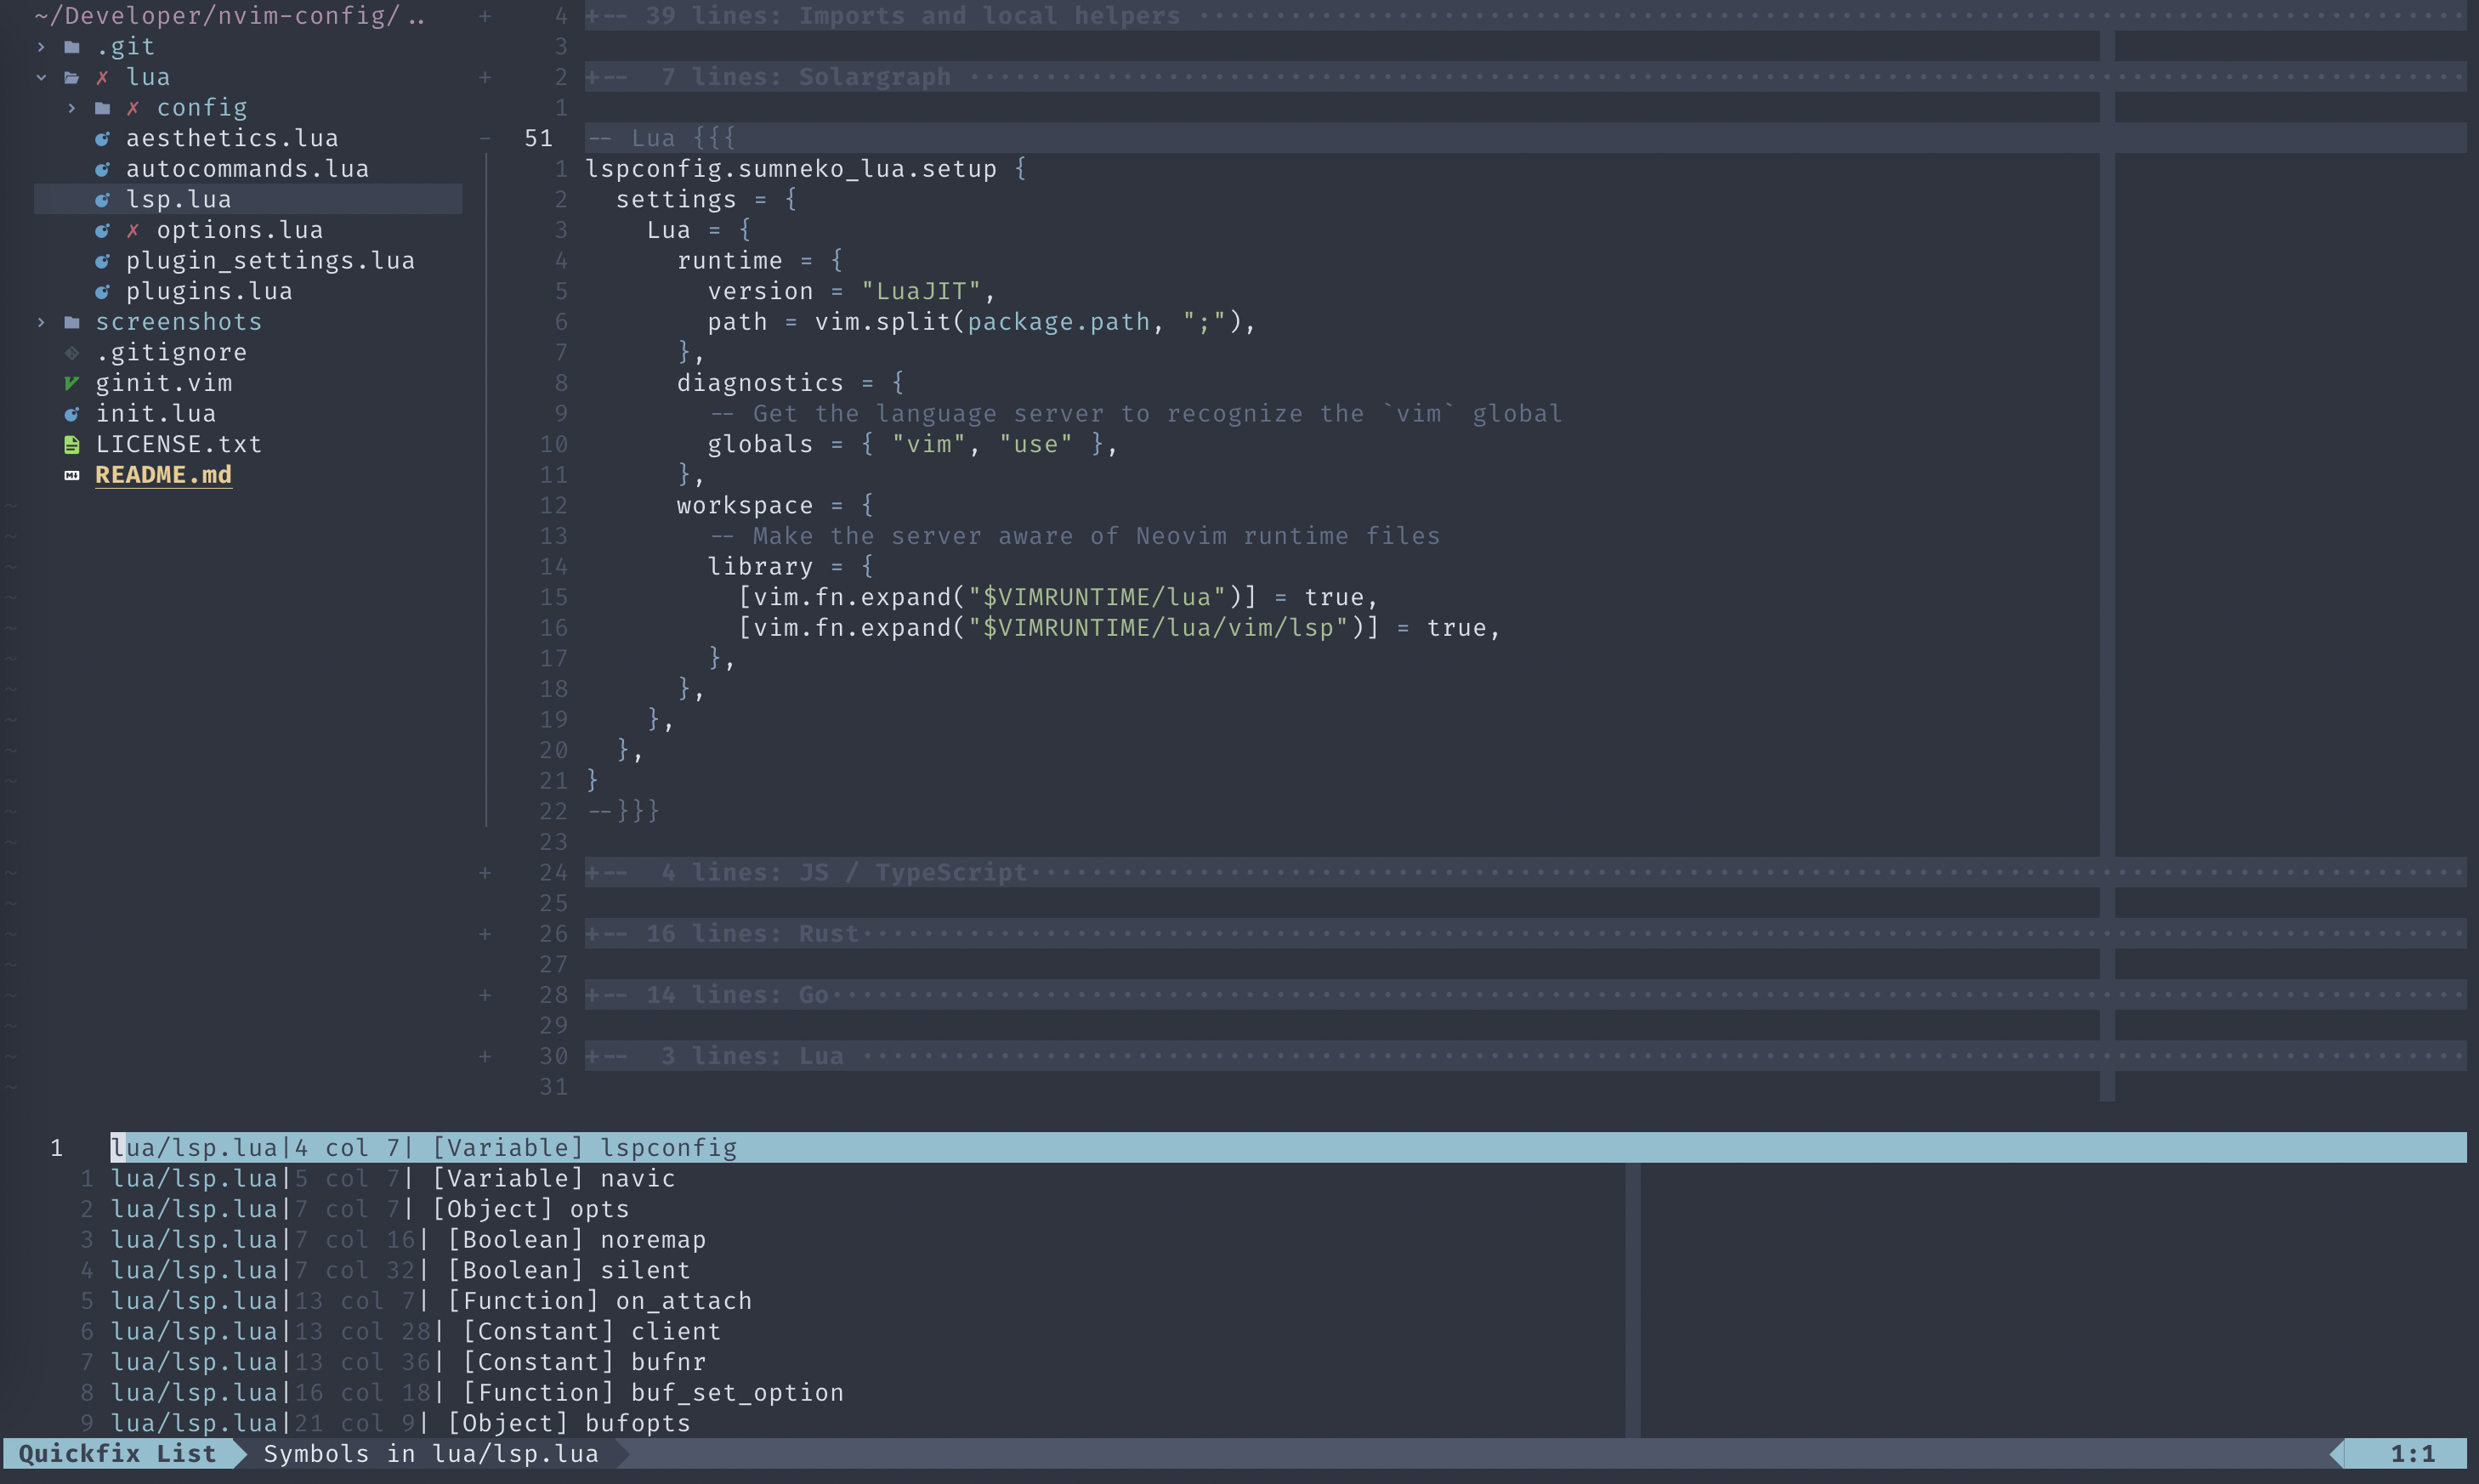 ~/Developer/nvim-config/..
.git
✗ lua
✗ config
aesthetics.lua
autocommands.lua
lsp.lua
✗ options.lua
plugin_settings.lua
plugins.lua
screenshots
.gitignore
ginit.vim
init.lua
LICENSE.txt
README.md
+ 4 +-- 39 lines: Imports and local helpers
3
+ 2 +-- 7 lines: Solargraph
1
- 51 -- Lua {{{
1 lspconfig.sumneko_lua.setup {
2 settings = {
3 Lua = {
4 runtime = {
5 version = "LuaJIT",
6 path = vim.split(package.path, ";"),
7 },
8 diagnostics = {
9 -- Get the language server to recognize the `vim` global
10 globals = { "vim", "use" },
11 },
12 workspace = {
13 -- Make the server aware of Neovim runtime files
14 library = {
15 [vim.fn.expand("$VIMRUNTIME/lua")] = true,
16 [vim.fn.expand("$VIMRUNTIME/lua/vim/lsp")] = true,
17 },
18 },
19 },
20 },
21 }
22 --}}}
23
+ 24 +-- 4 lines: JS / TypeScript
25
+ 26 +-- 16 lines: Rust
27
+ 28 +-- 14 lines: Go
29
+ 30 +-- 3 lines: Lua
31
1 lua/lsp.lua|4 col 7| [Variable] lspconfig
1 lua/lsp.lua|5 col 7| [Variable] navic
2 lua/lsp.lua|7 col 7| [Object] opts
3 lua/lsp.lua|7 col 16| [Boolean] noremap
4 lua/lsp.lua|7 col 32| [Boolean] silent
5 lua/lsp.lua|13 col 7| [Function] on_attach
6 lua/lsp.lua|13 col 28| [Constant] client
7 lua/lsp.lua|13 col 36| [Constant] bufnr
8 lua/lsp.lua|16 col 18| [Function] buf_set_option
9 lua/lsp.lua|21 col 9| [Object] bufopts
Quickfix List Symbols in lua/lsp.lua 1:1